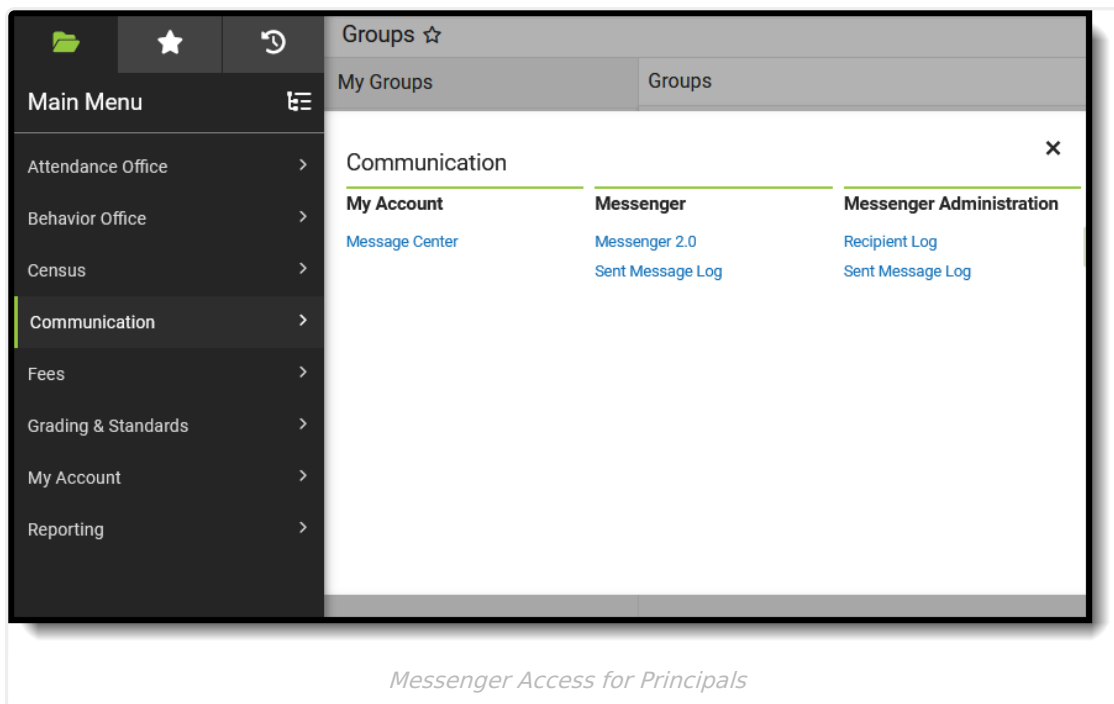 Groups
My Groups
Groups
Main Menu
Attendance Office
Behavior Office
Census
Communication
Fees
Grading & Standards
My Account
Reporting
Communication
My Account
Message Center
Messenger
Messenger 2.0
Sent Message Log
Messenger Administration
Recipient Log
Sent Message Log
Messenger Access for Principals